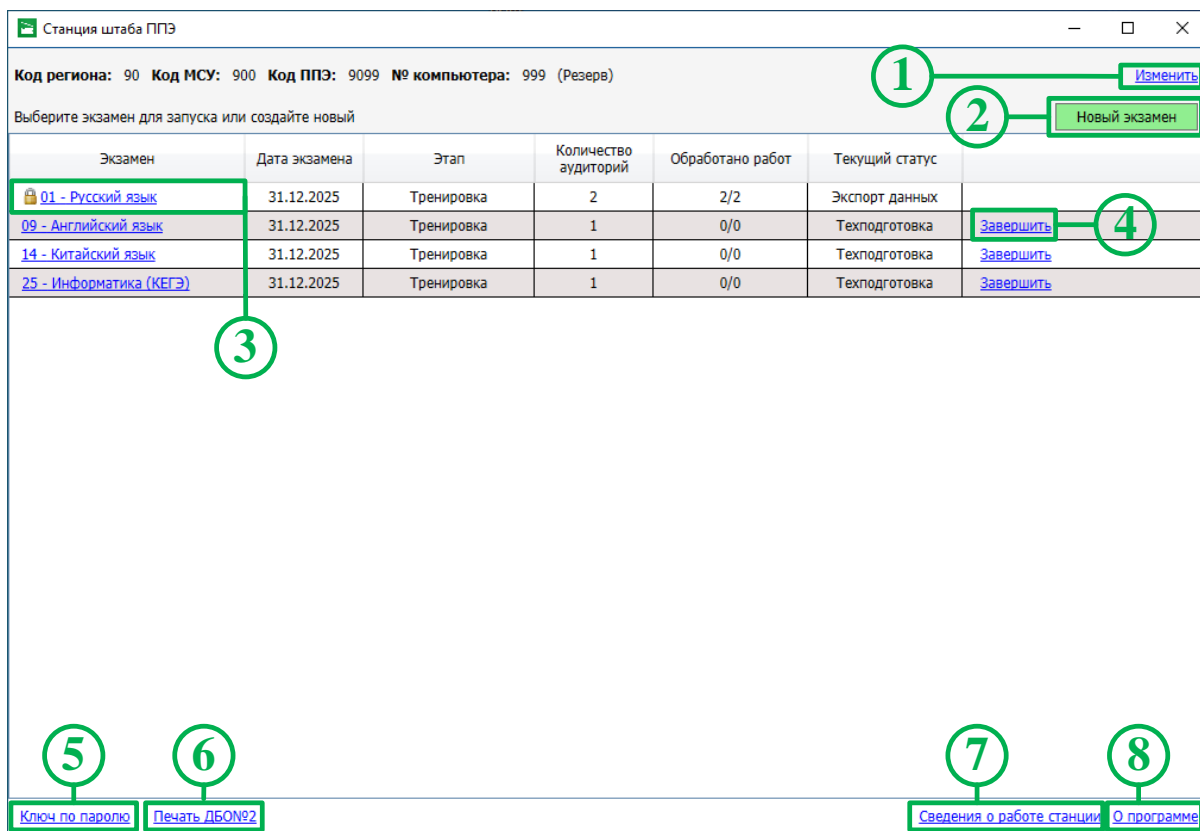 Станция штаба ППЭ
Код региона: 90 Код МСУ: 900 Код ППЭ: 9099 № компьютера: 999 (Резерв)
1
Изменить
Выберите экзамен для запуска или создайте новый
2
Новый экзамен
Экзамен Дата экзамена Этап Количество аудиторий Обработано работ Текущий статус
01 - Русский язык 31.12.2025 Тренировка 2 2/2 Экспорт данных
09 - Английский язык 31.12.2025 Тренировка 1 0/0 Техподготовка Завершить
4
14 - Китайский язык 31.12.2025 Тренировка 1 0/0 Техподготовка Завершить
25 - Информатика (КЕГЭ) 31.12.2025 Тренировка 1 0/0 Техподготовка Завершить
3
5 6 7 8
Ключ по паролю Печать ДБО№2 Сведения о работе станции О программе